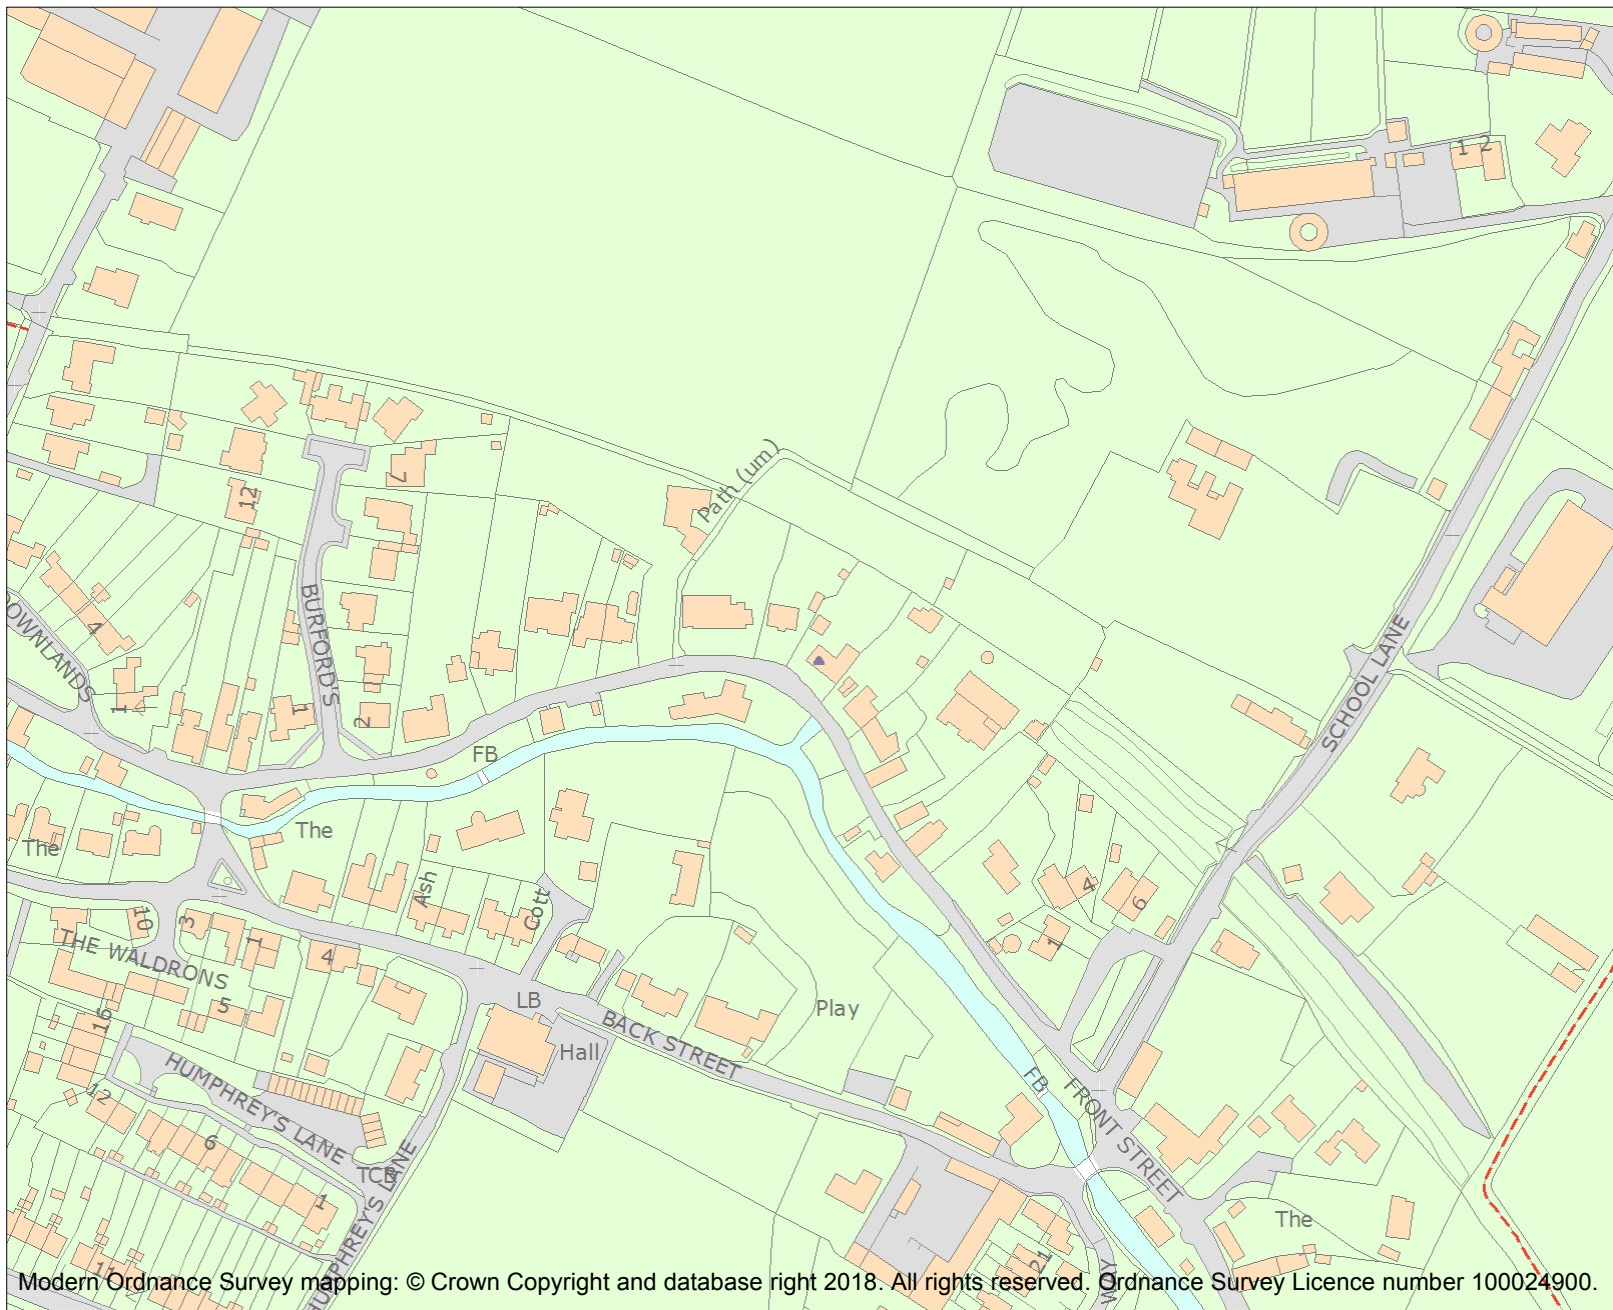 1 2
Path (um)
7
12
BURFORD'S
4
DOWNLANDS
1
1
2
SCHOOL LANE
FB
The
The
Ash
Cott
4
6
1
10
3
1
THE WALDRONS
4
5
16
LB
BACK STREET
Hall
Play
FB
FRONT STREET
HUMPHREY'S LANE
12
6
TCB
1
HUMPHREY'S LANE
The
11
21
Modern Ordnance Survey mapping: © Crown Copyright and database right 2018. All rights reserved. Ordnance Survey Licence number 100024900.